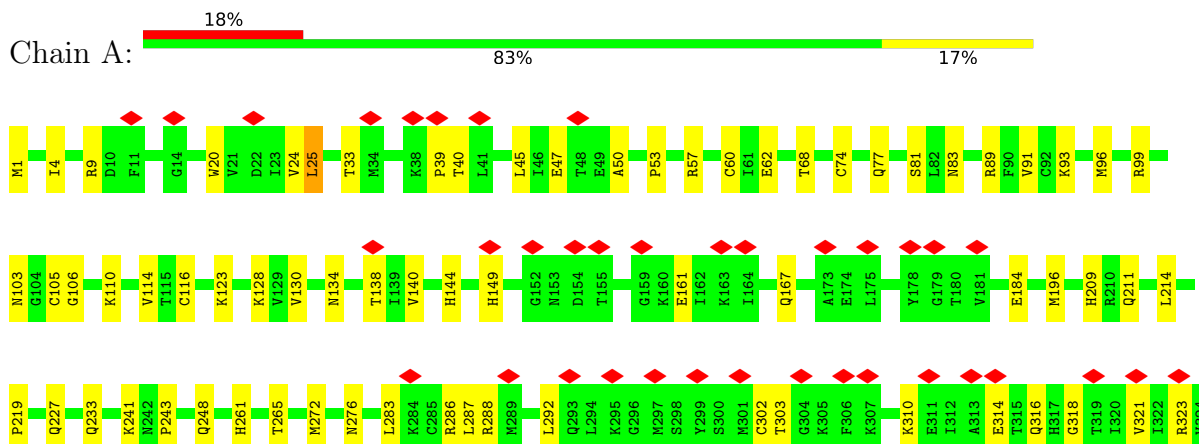 18%
Chain A:
83% 17%
M1 I4 R9 D10 F11 G14 W20 V21 D22 I23 V24 L25 T33 M34 K38 P39 T40 L41 L45 I46 E47 T48 E49 A50 P53 R57 C60 I61 E62 T68 C74 Q77 S81 L82 N83 R89 F90 V91 C92 K93 M96 R99
N103 G104 C105 G106 K110 V114 T115 C116 K123 K128 V129 V130 N134 T138 I139 V140 H144 H149 G152 N153 D154 T155 G159 K160 E161 I162 K163 I164 Q167 A173 E174 L175 Y178 G179 T180 V181 E184 M196 H209 R210 Q211 L214
P219 Q227 Q233 K241 N242 P243 Q248 H261 T265 M272 N276 L283 K284 C285 R286 L287 R288 M289 L292 Q293 L294 K295 G296 M297 S298 Y299 S300 M301 C302 T303 G304 K305 F306 K307 K310 E311 I312 A313 E314 T315 Q316 H317 G318 T319 I320 V321 I322 R323